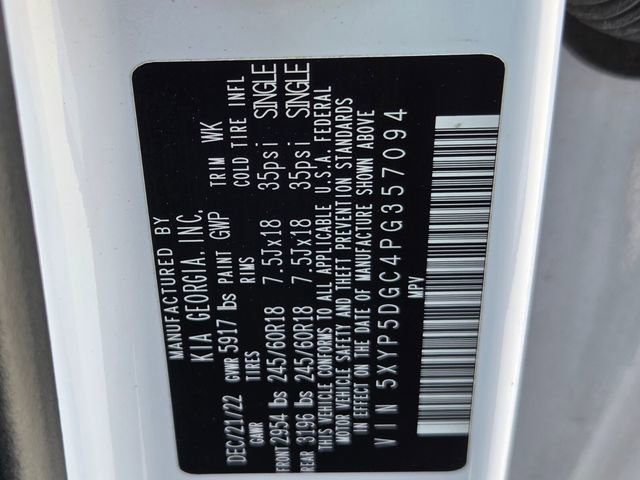 MANUFACTURED BY
KIA GEORGIA, INC.
DEC/21/22 GVWR 5917 lbs PAINT GWP TRIM WK
GAWR TIRES RIMS COLD TIRE INFL
FRONT 2954 lbs 245/60R18 7.5JX18 35psi SINGLE
REAR 3196 lbs 245/60R18 7.5JX18 35psi SINGLE
THIS VEHICLE CONFORMS TO ALL APPLICABLE U.S.A. FEDERAL
MOTOR VEHICLE SAFETY AND THEFT PREVENTION STANDARDS
IN EFFECT ON THE DATE OF MANUFACTURE SHOWN ABOVE
VIN 5XYP5DGC4PG357094
MPV